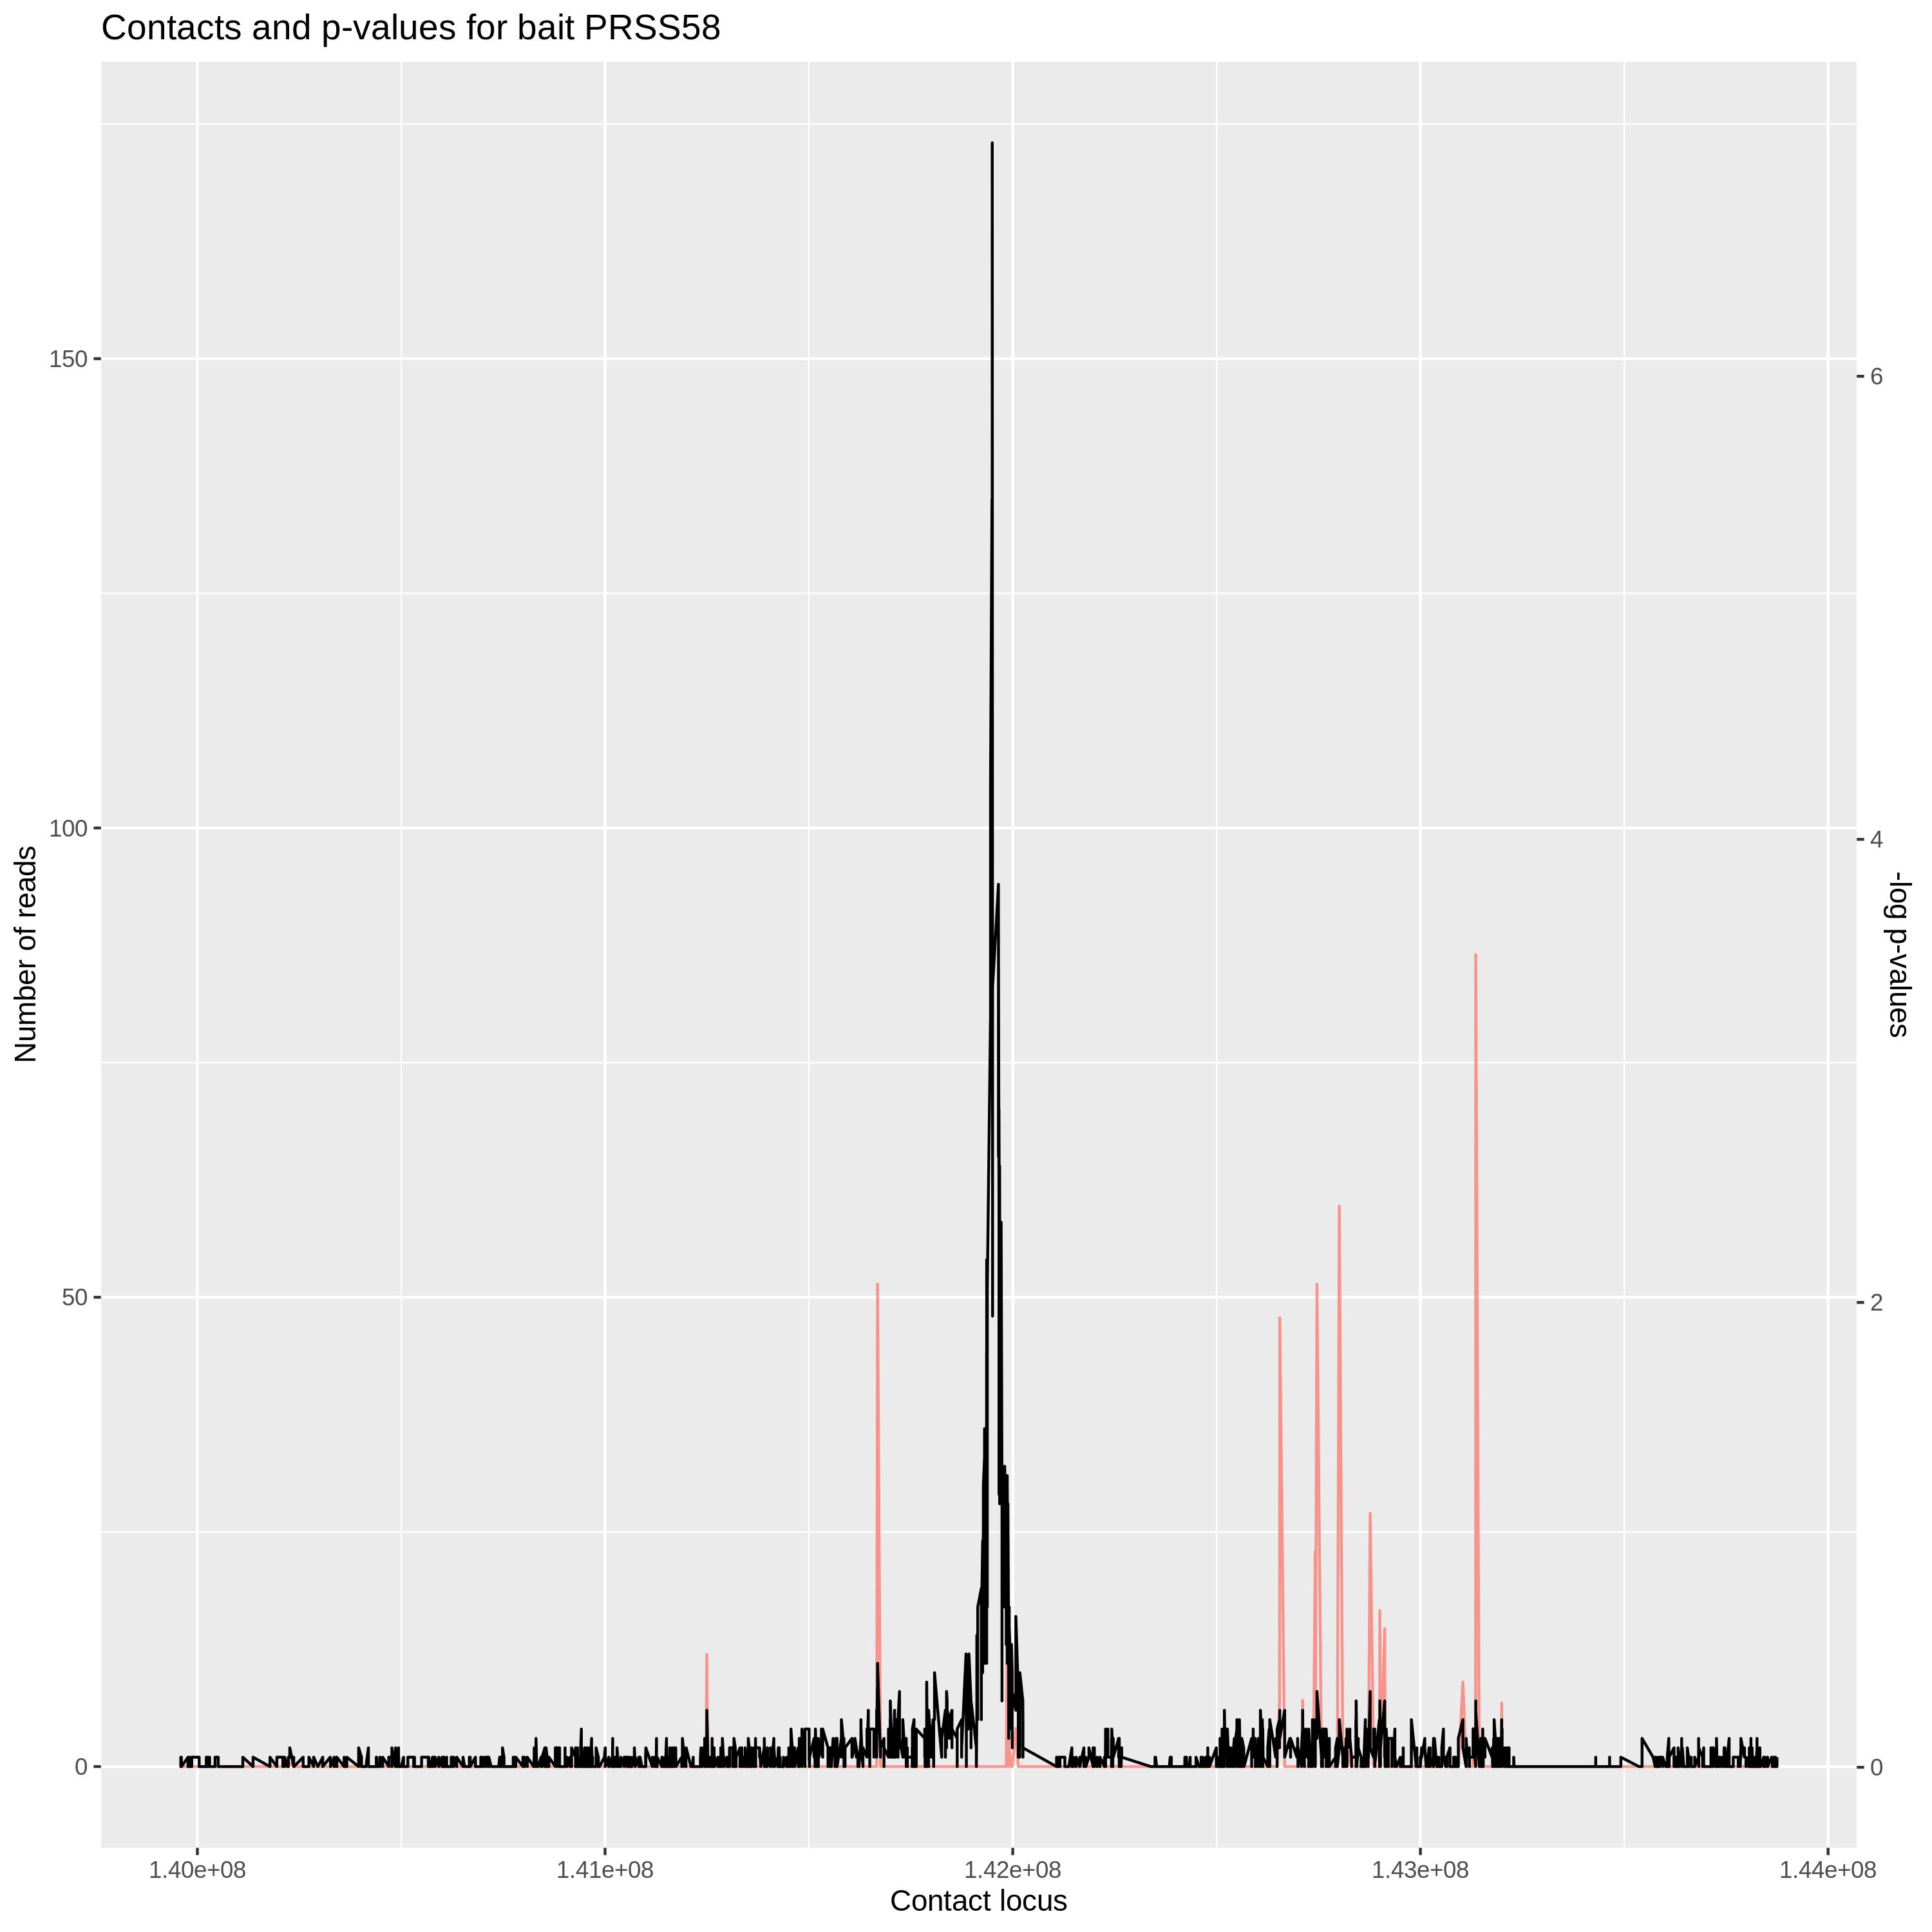 Contacts and p-values for bait PRSS58
150
100
50
0
Number of reads
6
4
2
0
-log p-values
1.40e+08
1.41e+08
1.42e+08
1.43e+08
1.44e+08
Contact locus